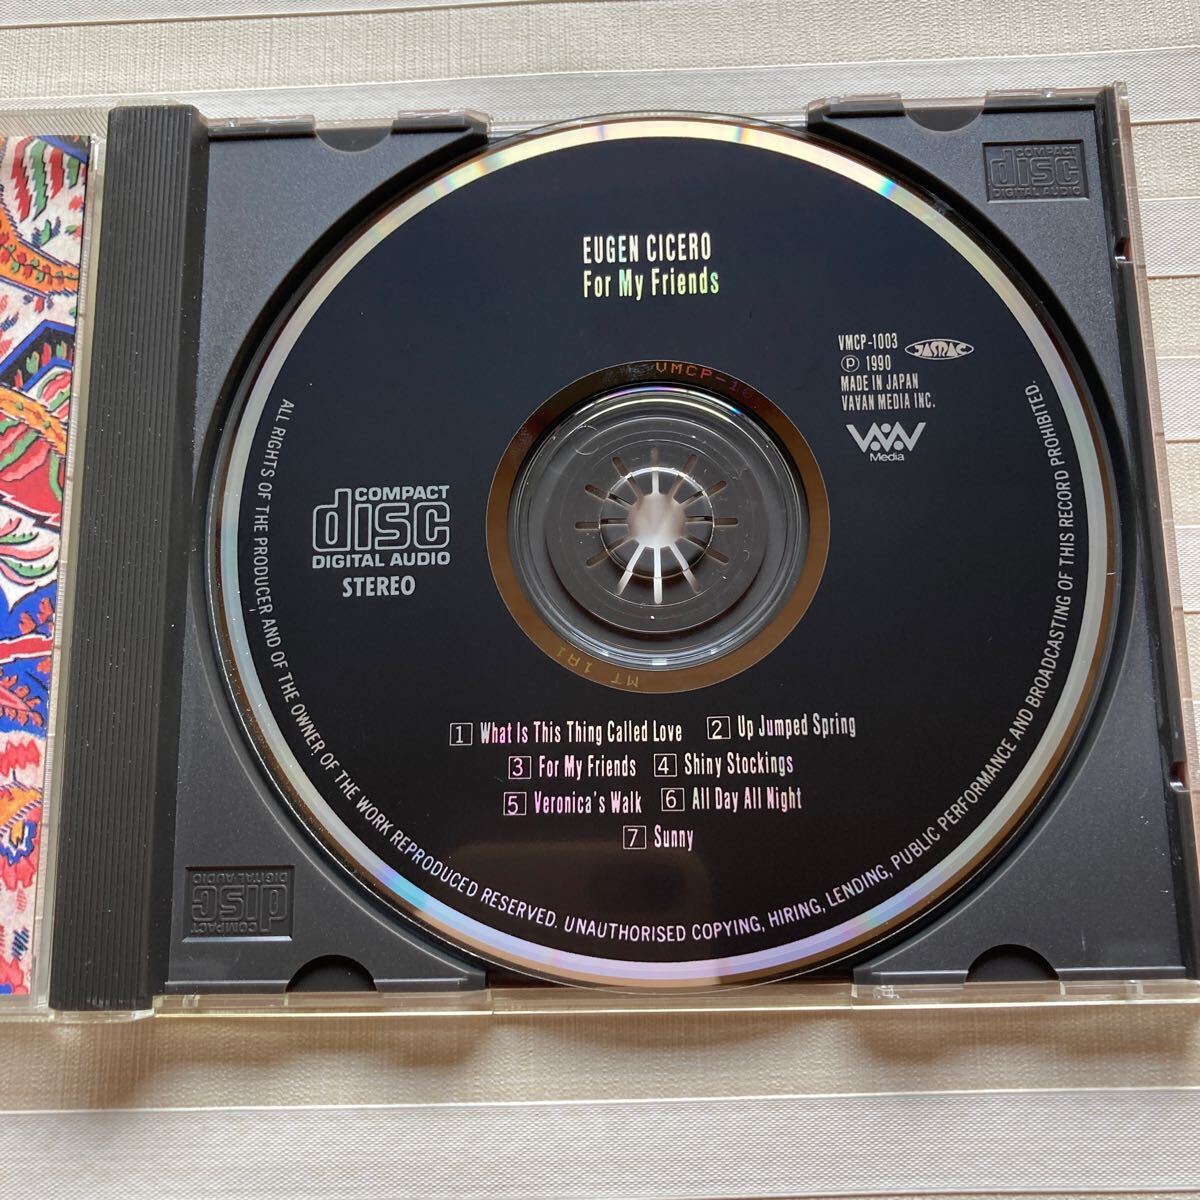 EUGEN CICERO
For My Friends
VMCP-1003
JASRAC
Ⓟ 1990
MADE IN JAPAN
VAVAN MEDIA INC.
Media
COMPACT
disc
DIGITAL AUDIO
STEREO
VMCP-10
MT 1A1
1 What Is This Thing Called Love 2 Up Jumped Spring
3 For My Friends 4 Shiny Stockings
5 Veronica's Walk 6 All Day All Night
7 Sunny
ALL RIGHTS OF THE PRODUCER AND OF THE OWNER OF THE WORK REPRODUCED RESERVED. UNAUTHORISED COPYING, HIRING, LENDING, PUBLIC PERFORMANCE AND BROADCASTING OF THIS RECORD PROHIBITED.
COMPACT
disc
DIGITAL AUDIO
COMPACT
disc
DIGITAL AUDIO